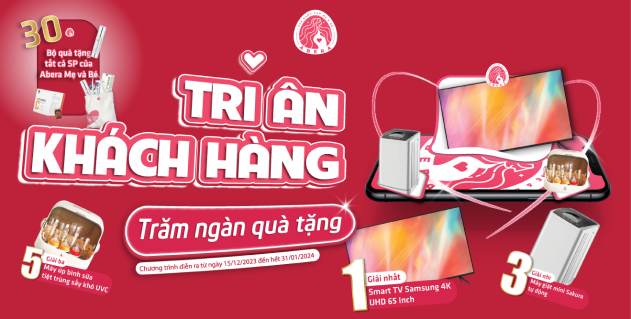 30
Bộ quà tặng
tất cả SP của
Abera Mẹ và Bé
ABERA
TRI ÂN
KHÁCH HÀNG
Trăm ngàn quà tặng
Chương trình diễn ra từ ngày 15/12/2023 đến hết 31/01/2024
5
Giải ba
Máy ấp bình sữa
tiệt trùng sấy khô UVC
1
Giải nhất
Smart TV Samsung 4K
UHD 65 Inch
3
Giải nhì
Máy giặt mini Sakura
tự động